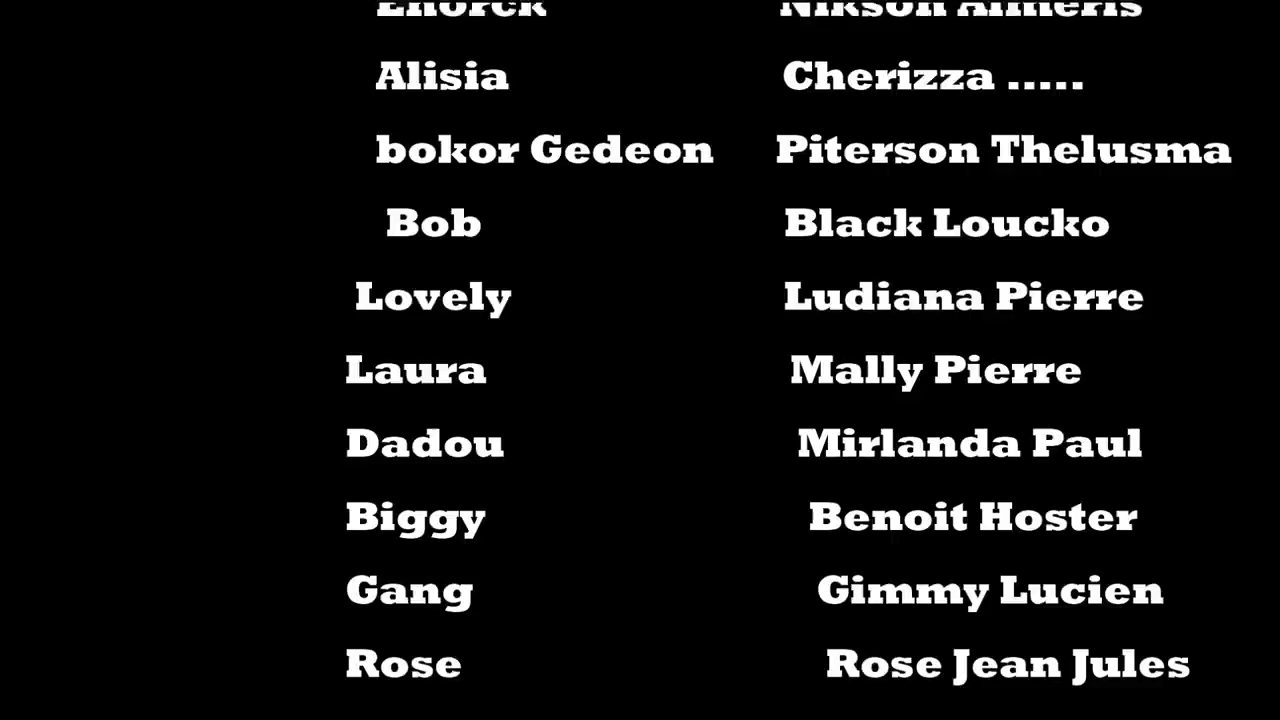 Alisia Cherizza .....
bokor Gedeon Piterson Thelusma
Bob Black Loucko
Lovely Ludiana Pierre
Laura Mally Pierre
Dadou Mirlanda Paul
Biggy Benoit Hoster
Gang Gimmy Lucien
Rose Rose Jean Jules